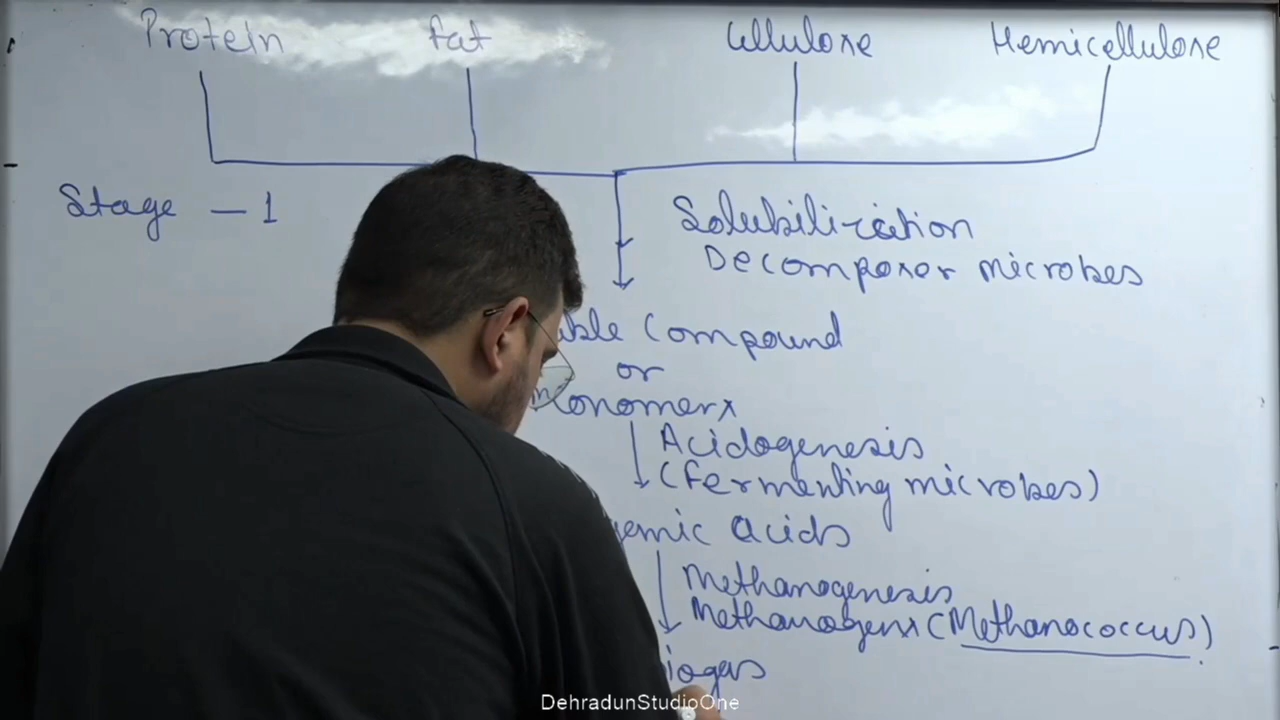 Protein Fat Cellulose Hemicellulose
Stage - 1
Solubilization
Decomposer microbes
Compound
or
Monomers
Acidogenesis
(Fermenting microbes)
acids
Methanogenesis
Methanogens (Methanococcus)
DehradunStudioOne